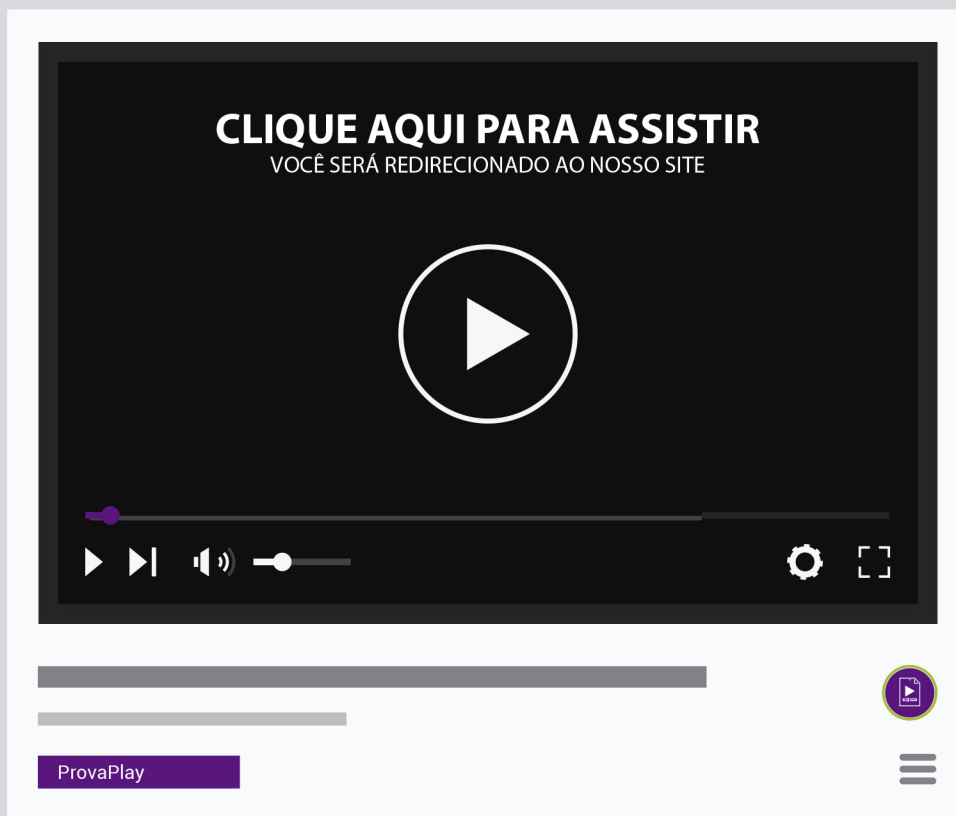 CLIQUE AQUI PARA ASSISTIR
VOCÊ SERÁ REDIRECIONADO AO NOSSO SITE
ProvaPlay